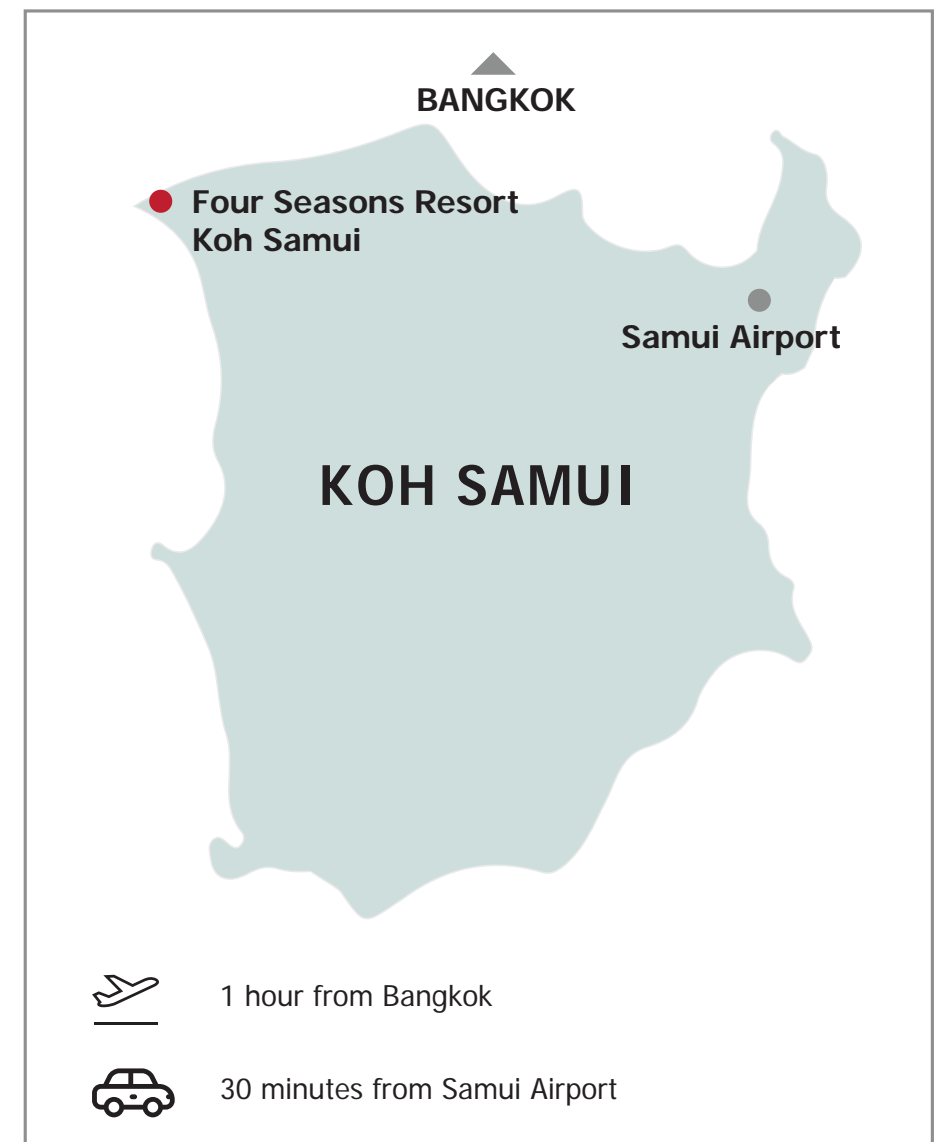 BANGKOK
Four Seasons Resort
Koh Samui
Samui Airport
KOH SAMUI
1 hour from Bangkok
30 minutes from Samui Airport